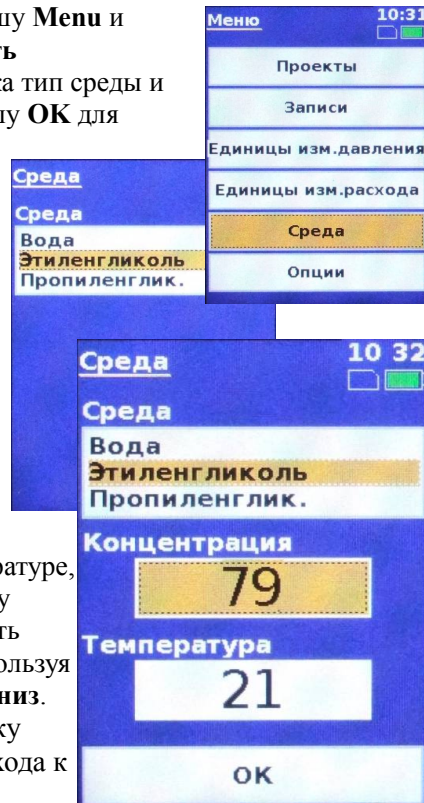 шу Menu и
ть
ка тип среды и
шу OK для
Меню
10:31
Проекты
Записи
Единицы изм.давления
Единицы изм.расхода
Среда
Опции
Среда
Среда
Вода
Этиленгликоль
Пропиленглик.
Среда
10 32
Среда
Вода
Этиленгликоль
Пропиленглик.
Концентрация
79
Температура
21
OK
ратуре,
у
ть
ользуя
низ.
ку
хода к